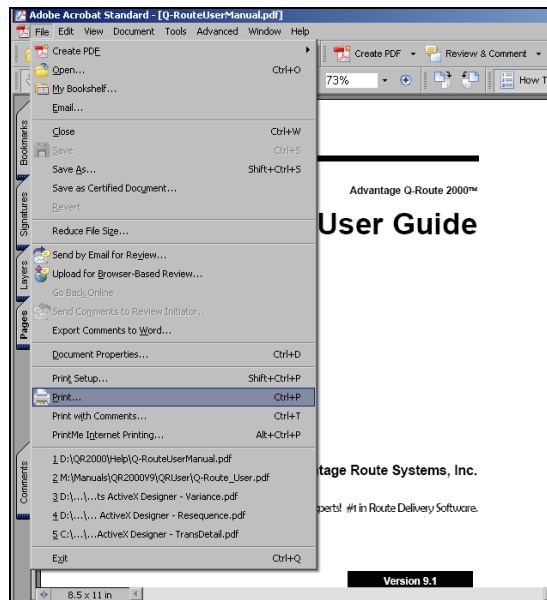 Adobe Acrobat Standard - [Q-RouteUserManual.pdf]
File Edit View Document Tools Advanced Window Help
Create PDF Review & Comment
73% How T
Create PDF
Open... Ctrl+O
My Bookshelf...
Email...
Close Ctrl+W
Save Ctrl+S
Save As... Shift+Ctrl+S
Save as Certified Document...
Revert
Reduce File Size...
Send by Email for Review...
Upload for Browser-Based Review...
Go Back Online
Send Comments to Review Initiator..
Export Comments to Word...
Document Properties... Ctrl+D
Print Setup... Shift+Ctrl+P
Print... Ctrl+P
Print with Comments... Ctrl+T
PrintMe Internet Printing... Alt+Ctrl+P
1 D:\QR2000\Help\Q-RouteUserManual.pdf
2 M:\Manuals\QR2000V9\QRUser\Q-Route_User.pdf
3 D:\...\...ts ActiveX Designer - Variance.pdf
4 D:\...\... ActiveX Designer - Resequence.pdf
5 C:\...\...ActiveX Designer - TransDetail.pdf
Exit Ctrl+Q
Bookmarks
Signatures
Layers
Pages
Comments
Advantage Q-Route 2000™
User Guide
tage Route Systems, Inc.
perts! #1 in Route Delivery Software.
Version 9.1
8.5 x 11 in